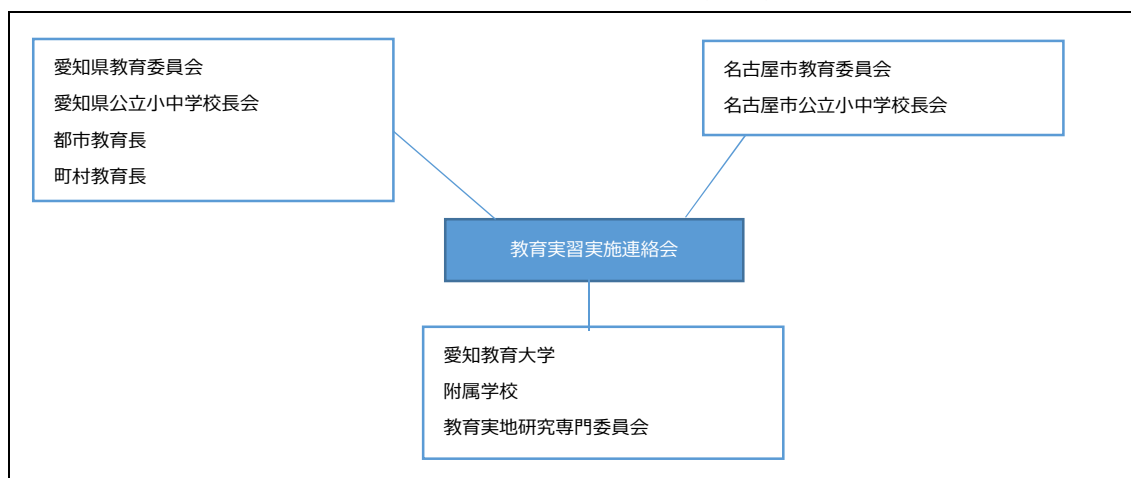 愛知県教育委員会
愛知県公立小中学校長会
都市教育長
町村教育長
名古屋市教育委員会
名古屋市公立小中学校長会
教育実習実施連絡会
愛知教育大学
附属学校
教育実地研究専門委員会